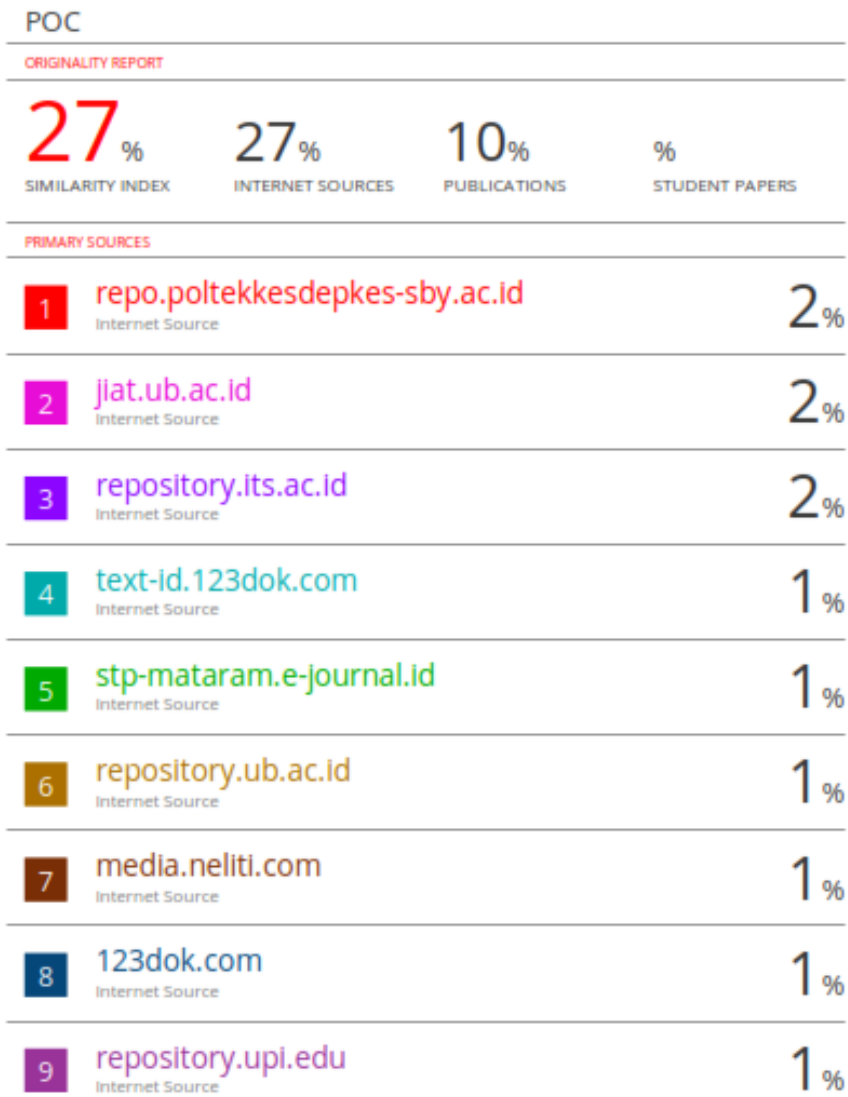 POC
ORIGINALITY REPORT
27% 27% 10% %
SIMILARITY INDEX INTERNET SOURCES PUBLICATIONS STUDENT PAPERS
PRIMARY SOURCES
1 repo.poltekkesdepkes-sby.ac.id 2%
Internet Source
2 jiat.ub.ac.id 2%
Internet Source
3 repository.its.ac.id 2%
Internet Source
4 text-id.123dok.com 1%
Internet Source
5 stp-mataram.e-journal.id 1%
Internet Source
6 repository.ub.ac.id 1%
Internet Source
7 media.neliti.com 1%
Internet Source
8 123dok.com 1%
Internet Source
9 repository.upi.edu 1%
Internet Source